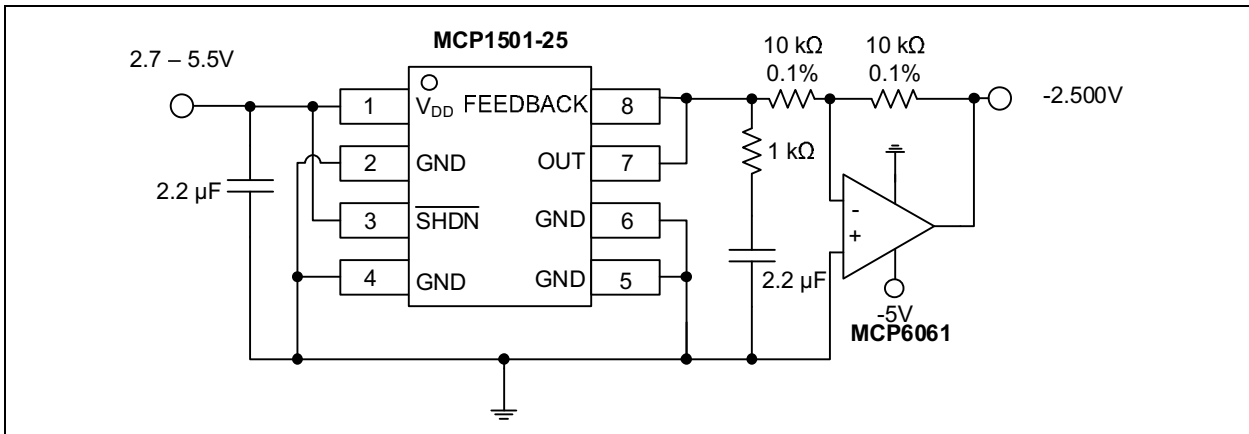 MCP1501-25
2.7 – 5.5V
2.2 µF
1
2
3
4
VDD
GND
SHDN
GND
FEEDBACK
OUT
GND
GND
8
7
6
5
10 kΩ
0.1%
10 kΩ
0.1%
-2.500V
1 kΩ
2.2 µF
-
+
-5V
MCP6061